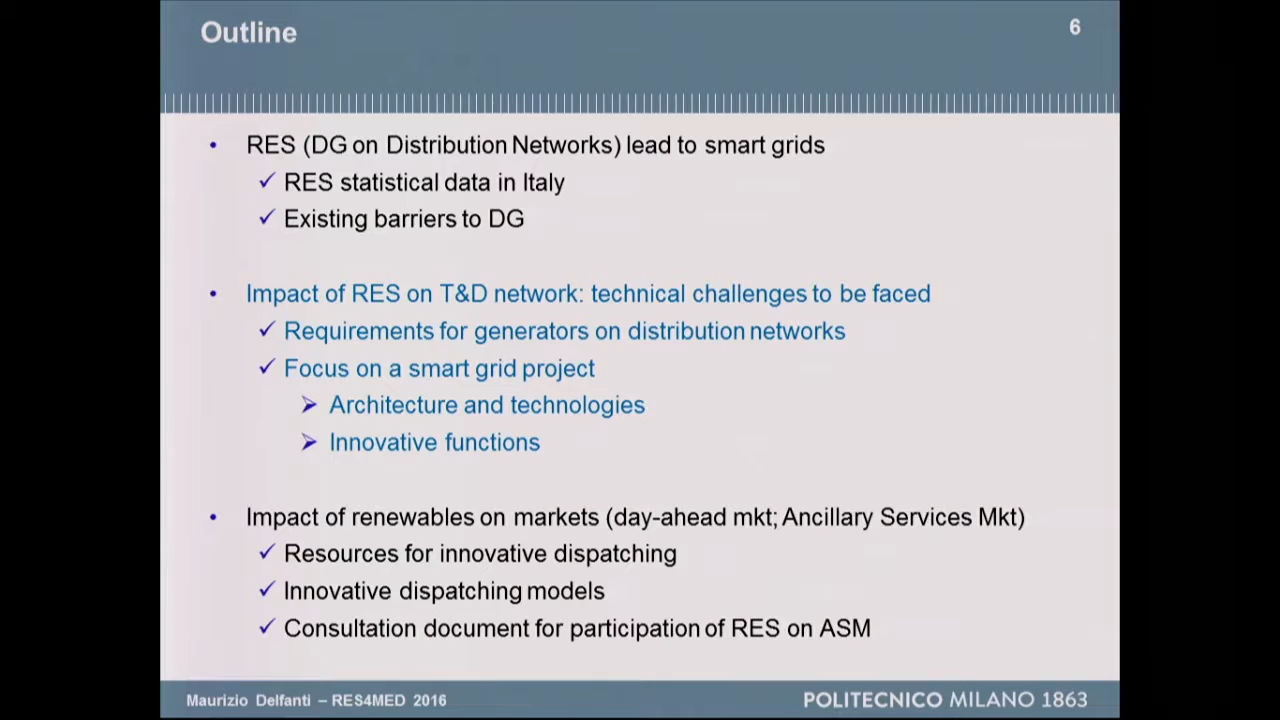 Outline
6
RES (DG on Distribution Networks) lead to smart grids
RES statistical data in Italy
Existing barriers to DG
Impact of RES on T&D network: technical challenges to be faced
Requirements for generators on distribution networks
Focus on a smart grid project
Architecture and technologies
Innovative functions
Impact of renewables on markets (day-ahead mkt; Ancillary Services Mkt)
Resources for innovative dispatching
Innovative dispatching models
Consultation document for participation of RES on ASM
Maurizio Delfanti – RES4MED 2016
POLITECNICO MILANO 1863